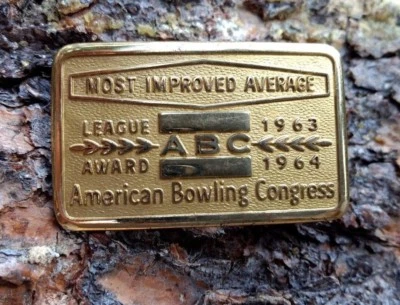 MOST IMPROVED AVERAGE
LEAGUE 1963
ABC
AWARD 1964
American Bowling Congress